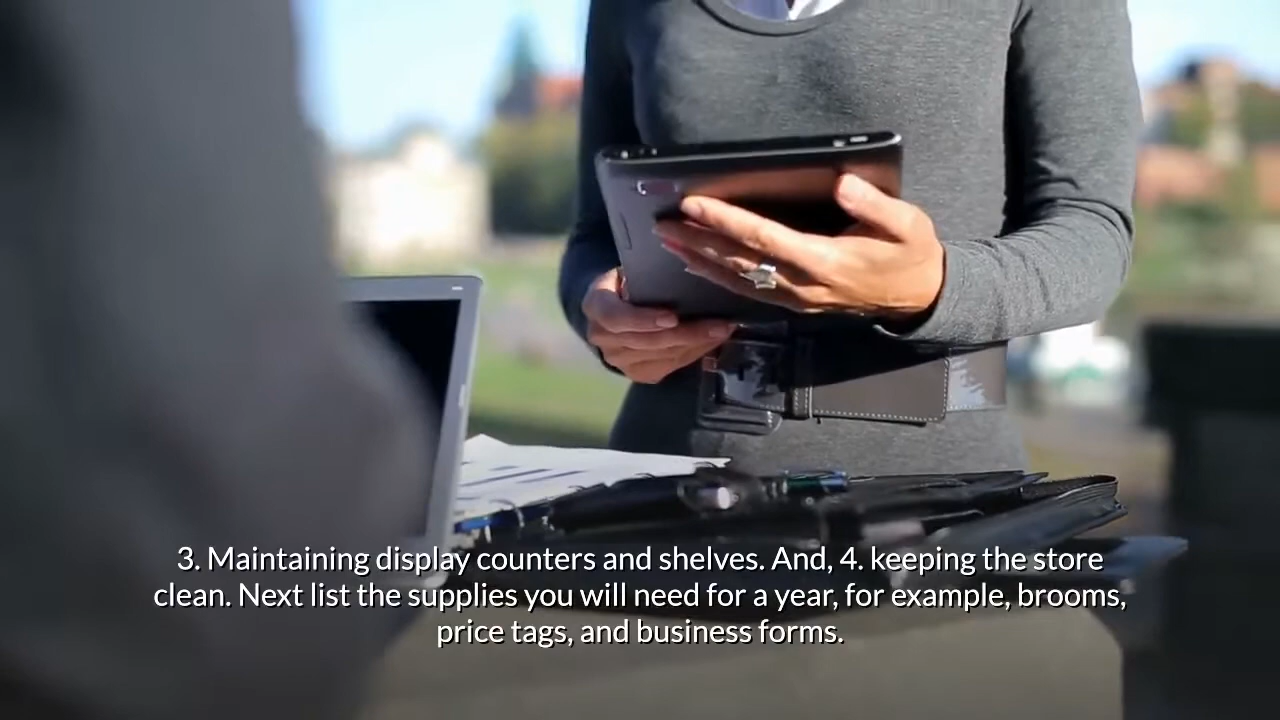 3. Maintaining display counters and shelves. And, 4. keeping the store
clean. Next list the supplies you will need for a year, for example, brooms,
price tags, and business forms.